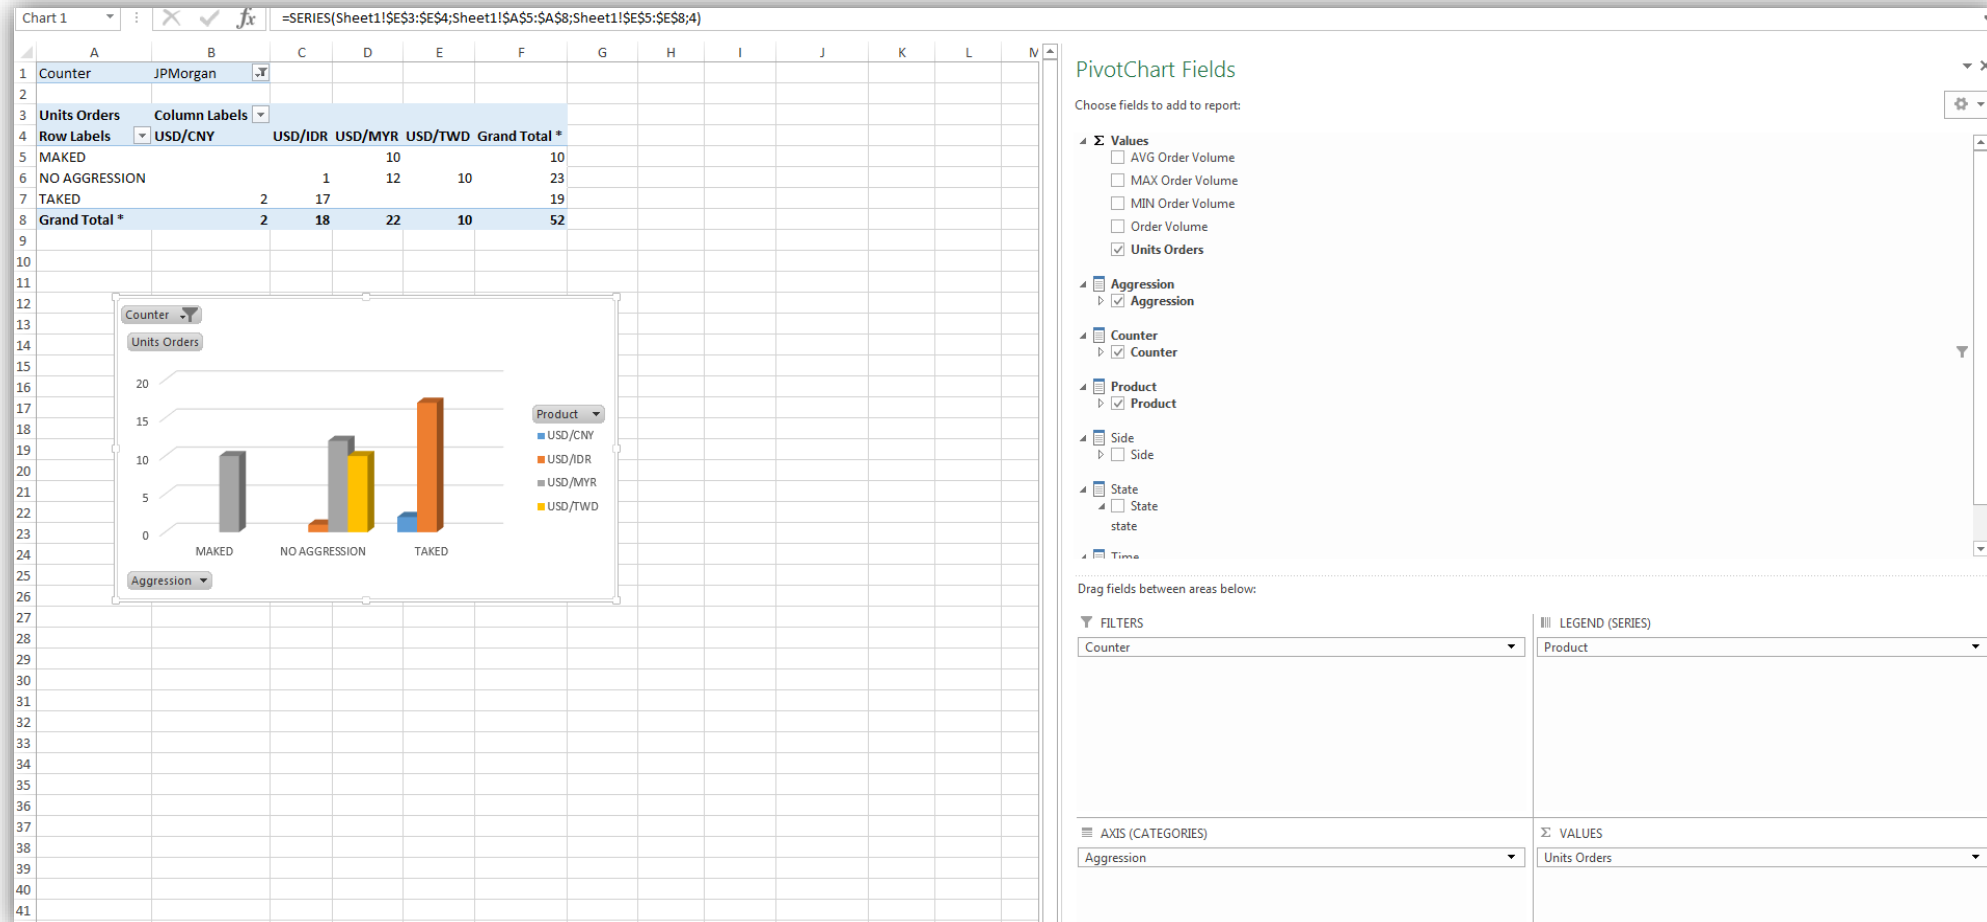 Chart 1 fx =SERIES(Sheet1!$E$3:$E$4;Sheet1!$A$5:$A$8;Sheet1!$E$5:$E$8;4)
A B C D E F G H I J K L M
1 Counter JPMorgan
2
3 Units Orders Column Labels
4 Row Labels USD/CNY USD/IDR USD/MYR USD/TWD Grand Total *
5 MAKED 10 10
6 NO AGGRESSION 1 12 10 23
7 TAKED 2 17 19
8 Grand Total * 2 18 22 10 52
9
10
11
12
13
14
15
16
17
18
19
20
21
22
23
24
25
26
27
28
29
30
31
32
33
34
35
36
37
38
39
40
41
Counter
Units Orders
20
15
10
5
0
MAKED NO AGGRESSION TAKED
Product
USD/CNY
USD/IDR
USD/MYR
USD/TWD
Aggression
PivotChart Fields
Choose fields to add to report:
Σ Values
AVG Order Volume
MAX Order Volume
MIN Order Volume
Order Volume
Units Orders
Aggression
Aggression
Counter
Counter
Product
Product
Side
Side
State
State
state
Time
Drag fields between areas below:
FILTERS
Counter
LEGEND (SERIES)
Product
AXIS (CATEGORIES)
Aggression
Σ VALUES
Units Orders